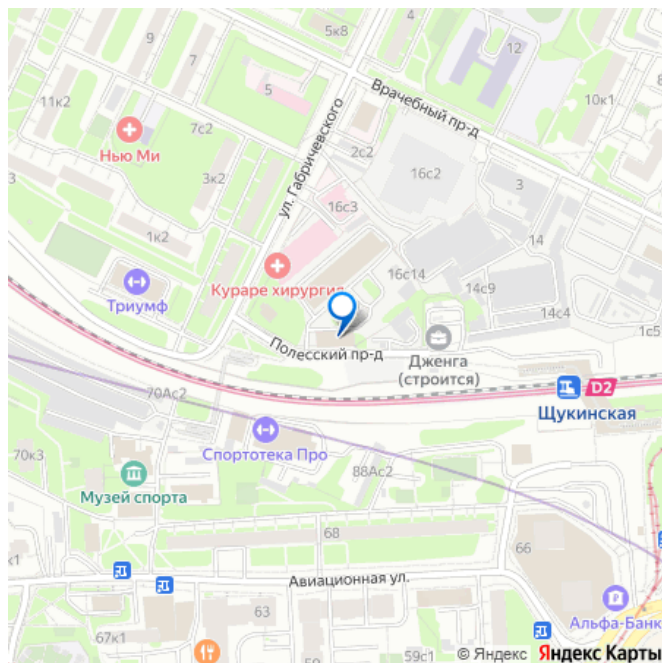 5к8
4
9
7
12
Врачебный пр-д
11к2
5
10к1
7с2
Нью Ми
2с2
ул. Габричевского
16с2
3к2
3
16с3
1к2
14
16с14
Кураре хирургия
14с9
Триумф
14с4
1с5
Полесский пр-д
Дженга
(строится)
70Ас2
D2
Щукинская
Спортотека Про
70к3
88Ас2
Музей спорта
68
66
Авиационная ул.
63
Альфа-Банк
67к1
59с1
© Яндекс Яндекс Карты